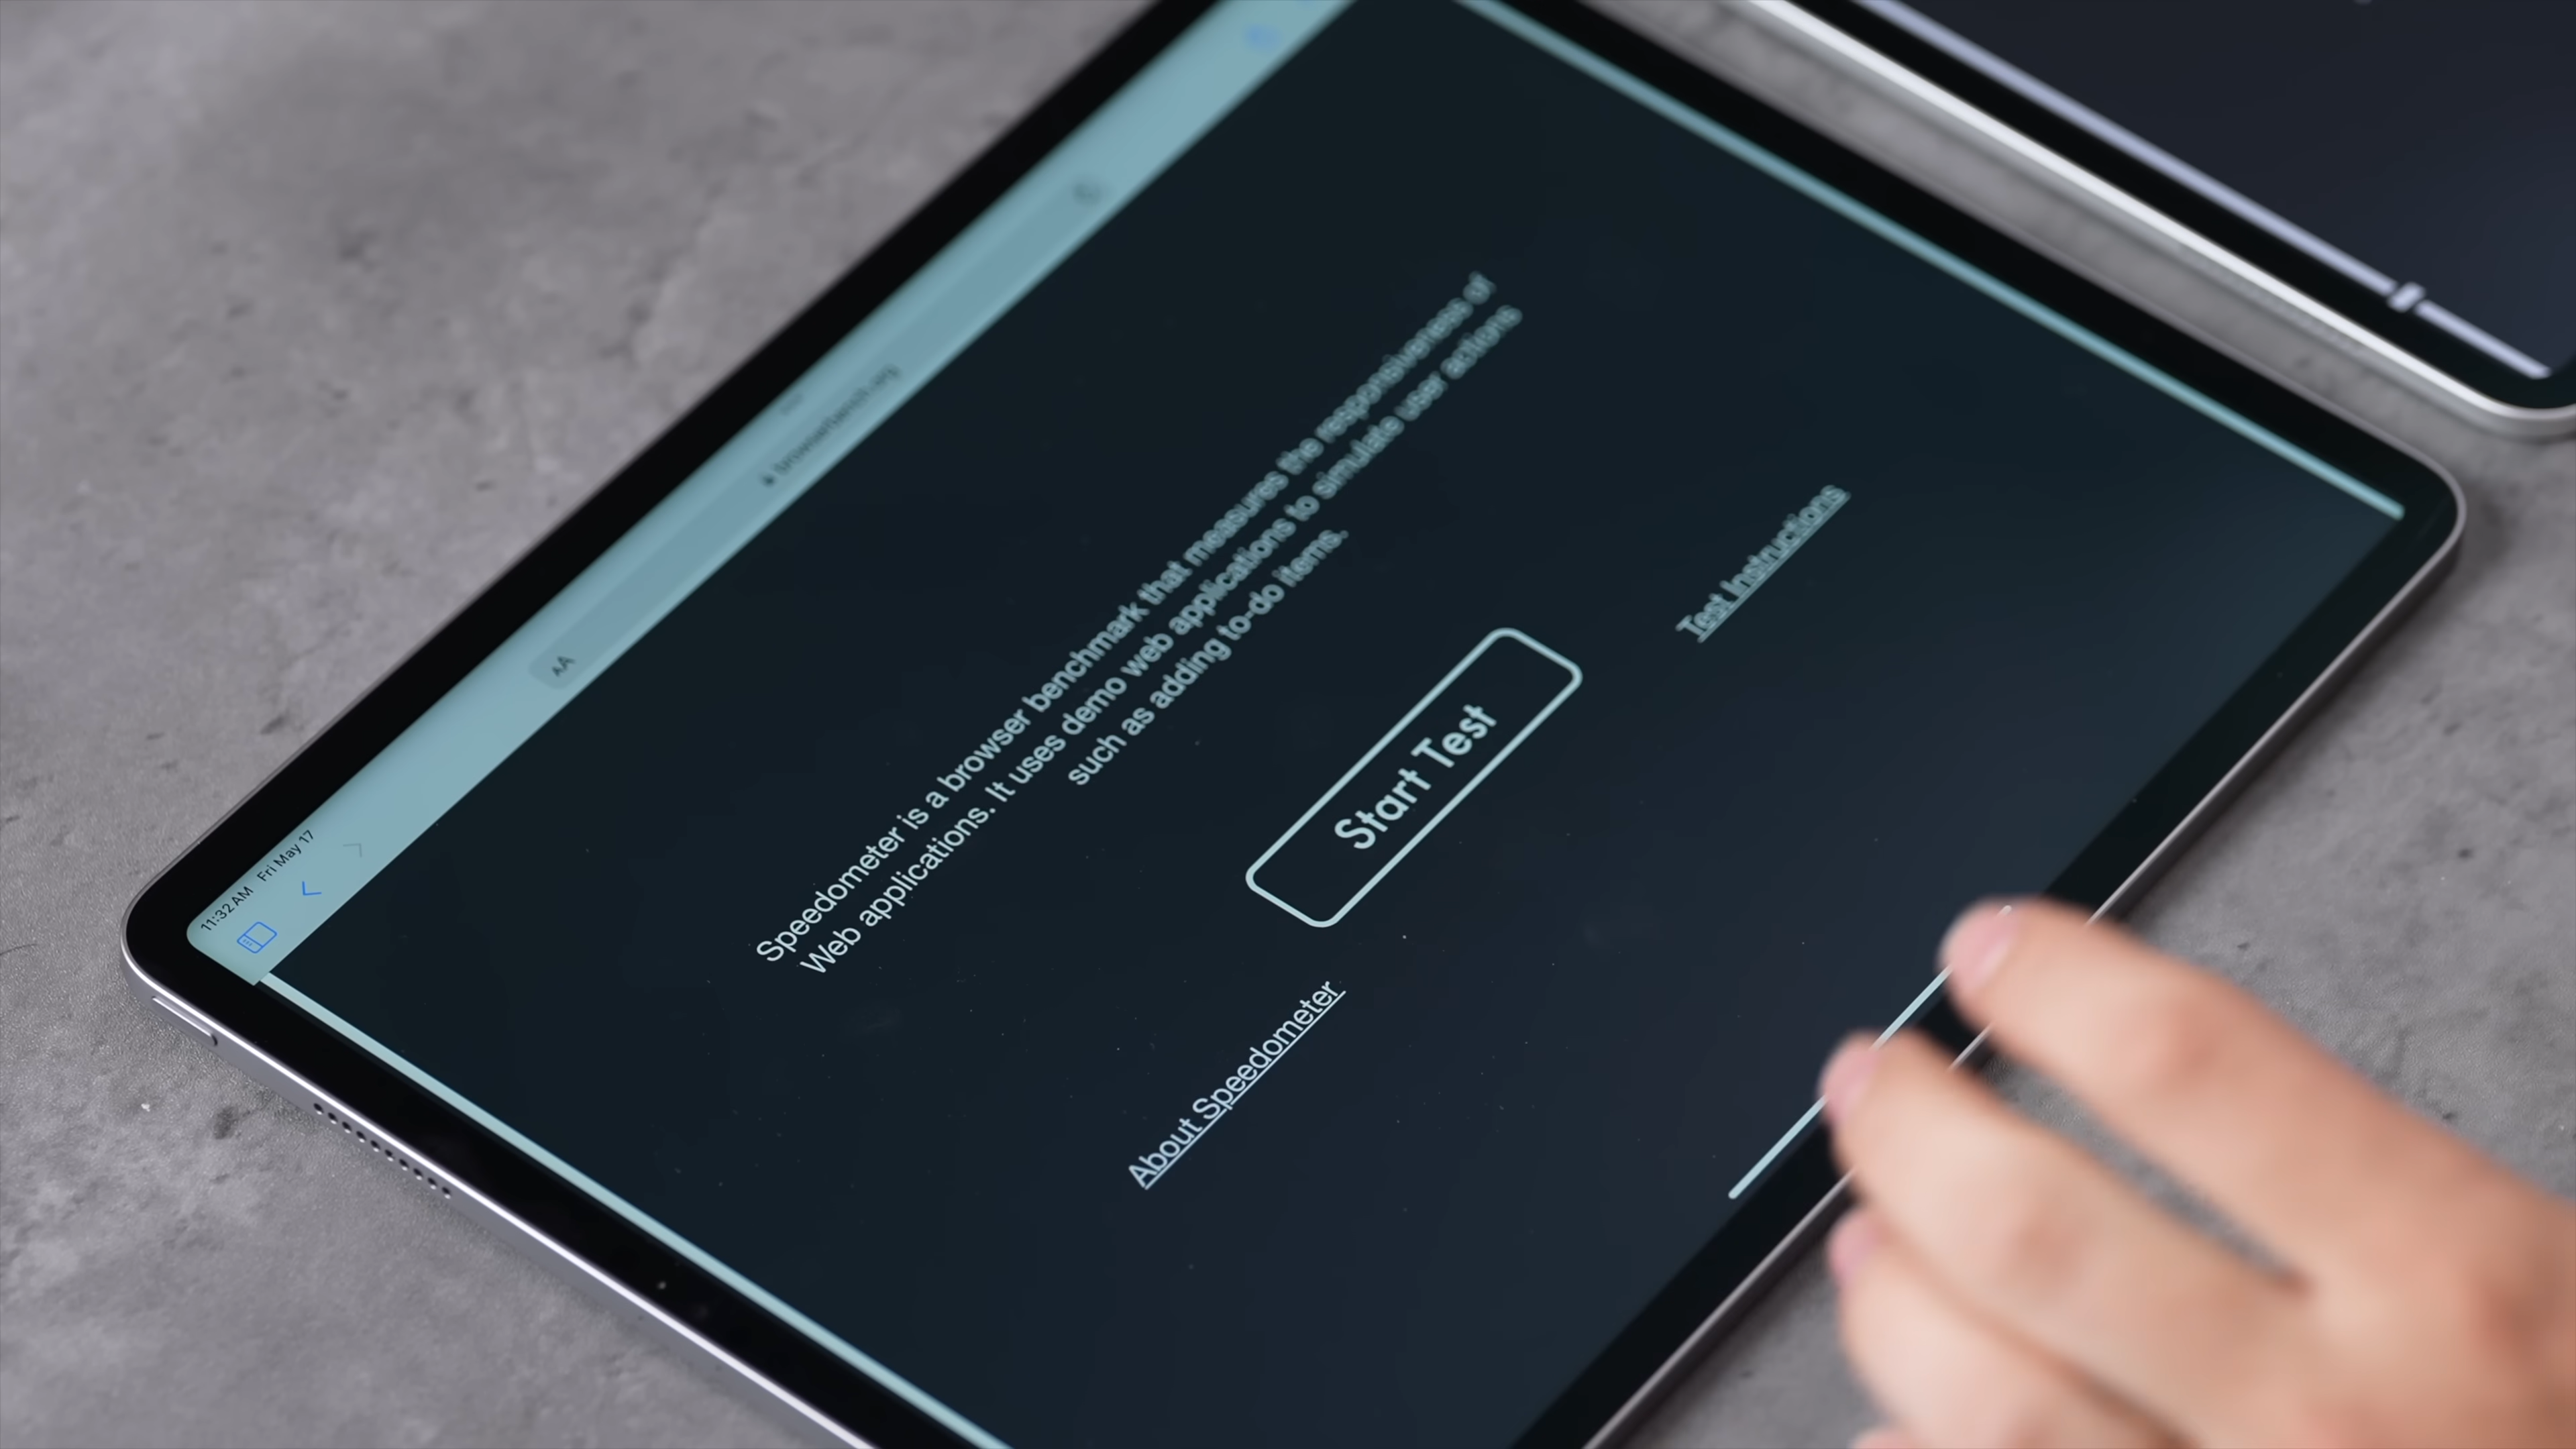 11:32 AM Fri May 17
AA
browserbench.org
Speedometer is a browser benchmark that measures the responsiveness of
Web applications. It uses demo web applications to simulate user actions
such as adding to-do items.
Start Test
About Speedometer
Test Instructions